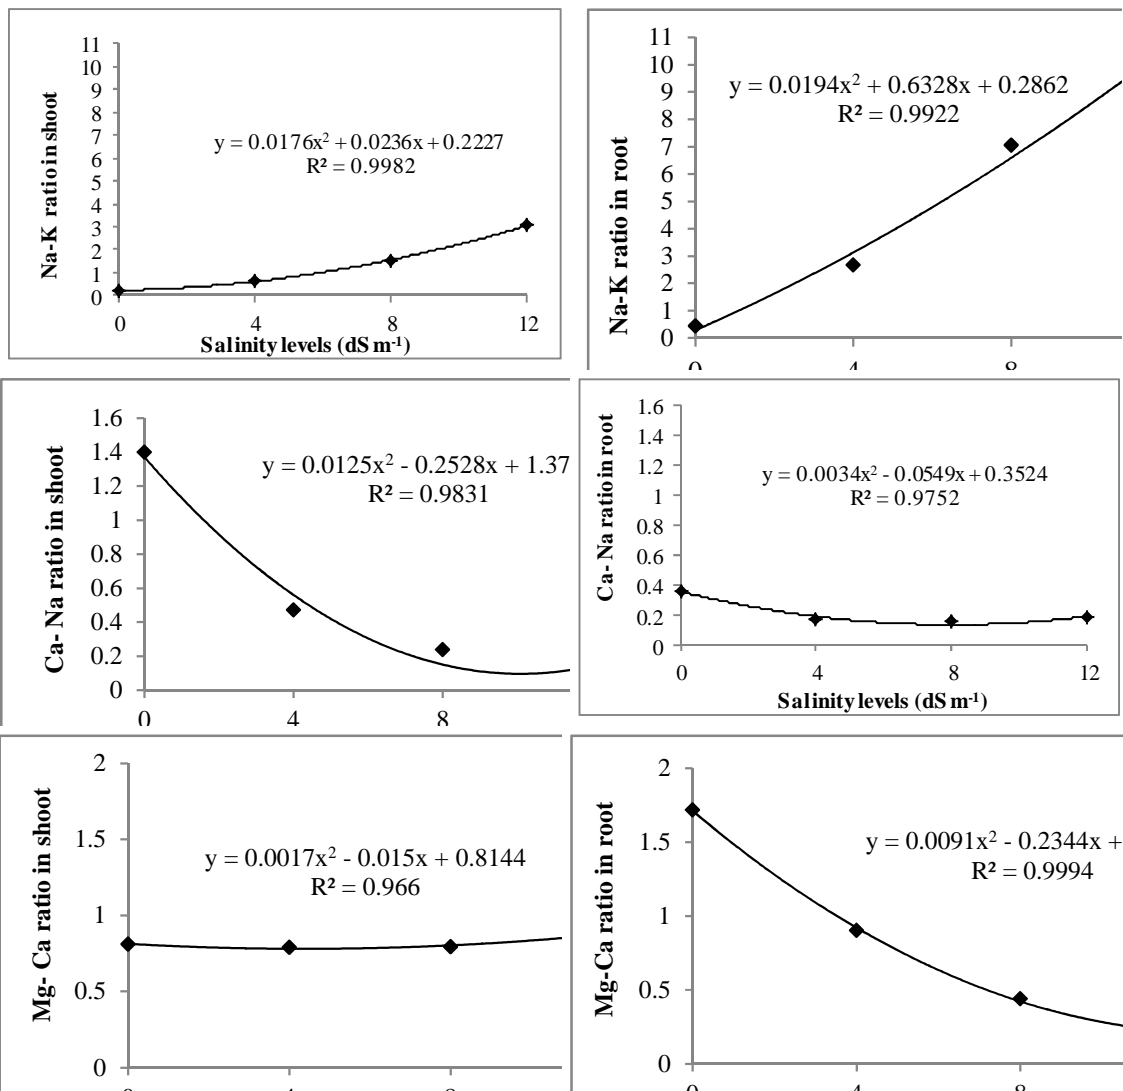 11
10
9
8
7
6
5
4
3
2
1
0
Na-K ratio in shoot
y = 0.0176x² + 0.0236x + 0.2227
R² = 0.9982
0 4 8 12
Salinity levels (dS m⁻¹)
11
10
9
8
7
6
5
4
3
2
1
0
Na-K ratio in root
y = 0.0194x² + 0.6328x + 0.2862
R² = 0.9922
0 4 8
1.6
1.4
1.2
1
0.8
0.6
0.4
0.2
0
Ca- Na ratio in shoot
y = 0.0125x² - 0.2528x + 1.37
R² = 0.9831
0 4 8
1.6
1.4
1.2
1
0.8
0.6
0.4
0.2
0
Ca- Na ratio in root
y = 0.0034x² - 0.0549x + 0.3524
R² = 0.9752
0 4 8 12
Salinity levels (dS m⁻¹)
2
1.5
1
0.5
0
Mg- Ca ratio in shoot
y = 0.0017x² - 0.015x + 0.8144
R² = 0.966
2
1.5
1
0.5
0
Mg-Ca ratio in root
y = 0.0091x² - 0.2344x +
R² = 0.9994
0 4 8